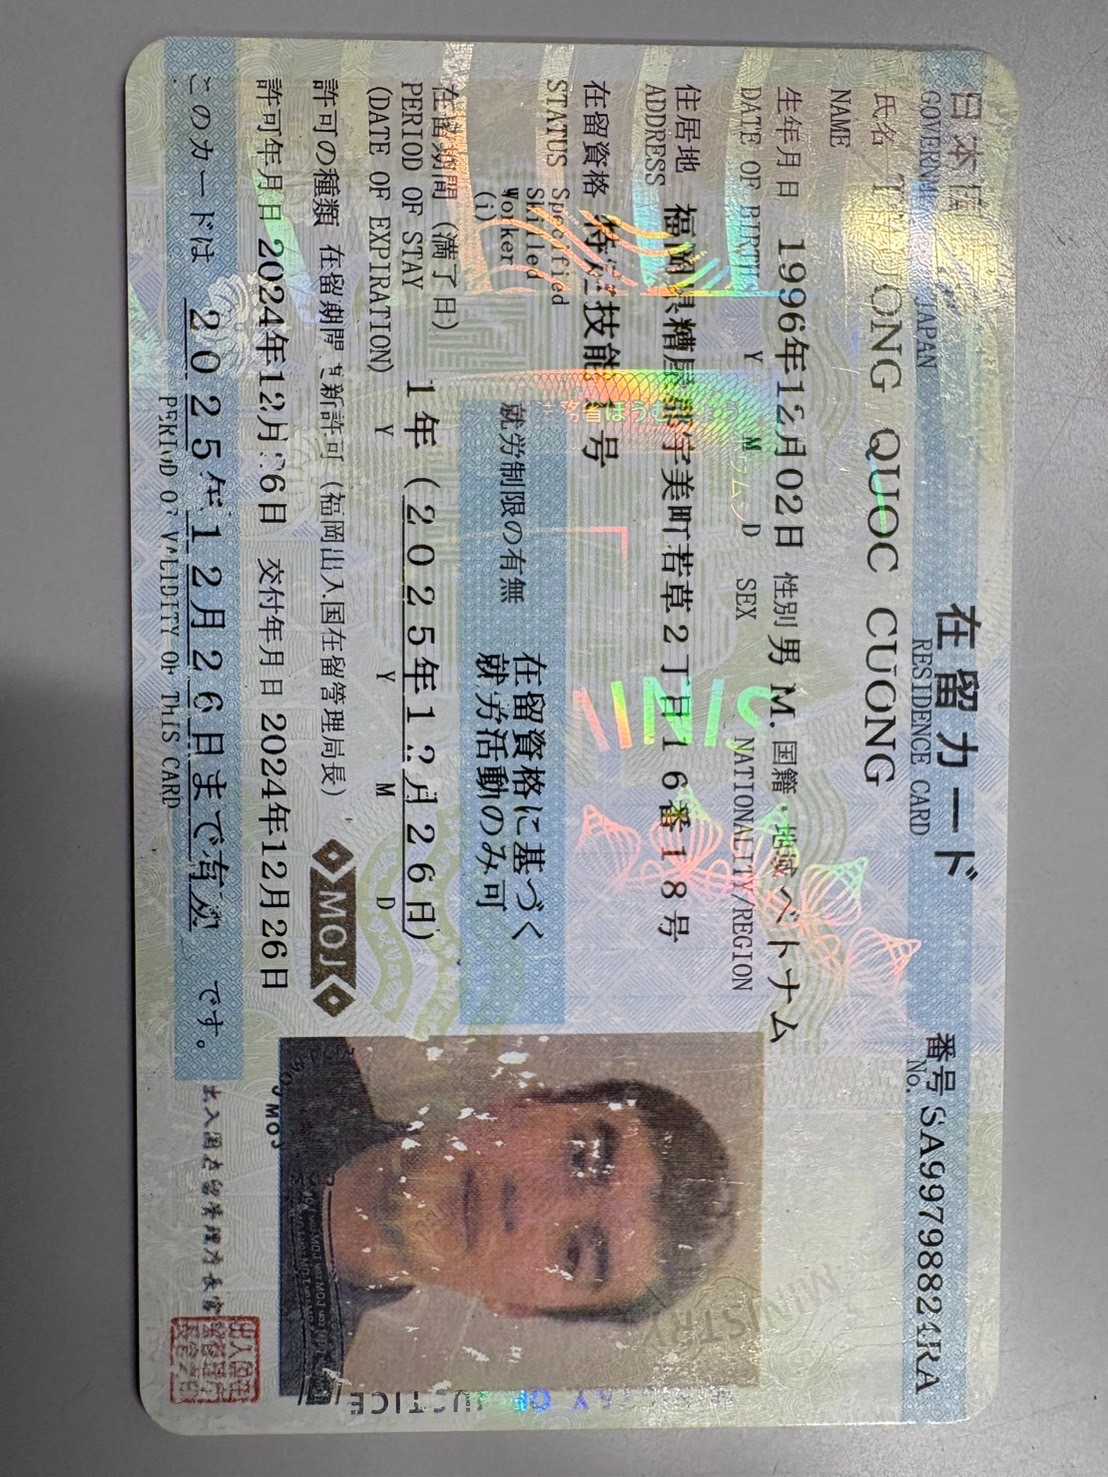 日本国
GOVERNMENT JAPAN
在留カード
RESIDENCE CARD
番号 No. SA99798824RA
氏名 NAME QUOC CUONG
生年月日 1996年12月02日 性別 男 M. 国籍・地域 ベトナム
DATE OF BIRTH Y M D SEX NATIONALITY/REGION
住居地 福岡県糟屋郡宇美町若草2丁目16番18号
ADDRESS
在留資格 特定技能1号
STATUS Specified Skilled Worker (i)
就労制限の有無 在留資格に基づく就労活動のみ可
在留期間(満了日) 1年(2025年12月26日)
PERIOD OF STAY (DATE OF EXPIRATION) Y Y M D
許可の種類 在留期間更新許可(福岡出入国在留管理局長)
MOJ
許可年月日 2024年12月26日 交付年月日 2024年12月26日
このカードは 2025年12月26日まで有効 です。
PERIOD OF VALIDITY OF THIS CARD
出入国在留管理庁長官
MOJ
MINISTRY OF JUSTICE